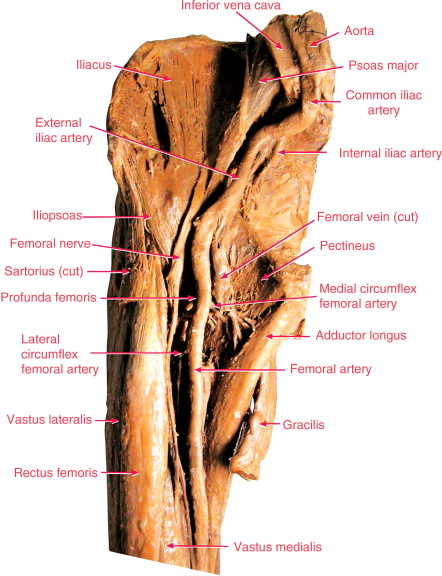 Inferior vena cava
Aorta
Iliacus
Psoas major
Common iliac
artery
External
iliac artery
Internal iliac artery
Iliopsoas
Femoral vein (cut)
Femoral nerve
Pectineus
Sartorius (cut)
Profunda femoris
Medial circumflex
femoral artery
Lateral
circumflex
femoral artery
Adductor longus
Femoral artery
Vastus lateralis
Gracilis
Rectus femoris
Vastus medialis